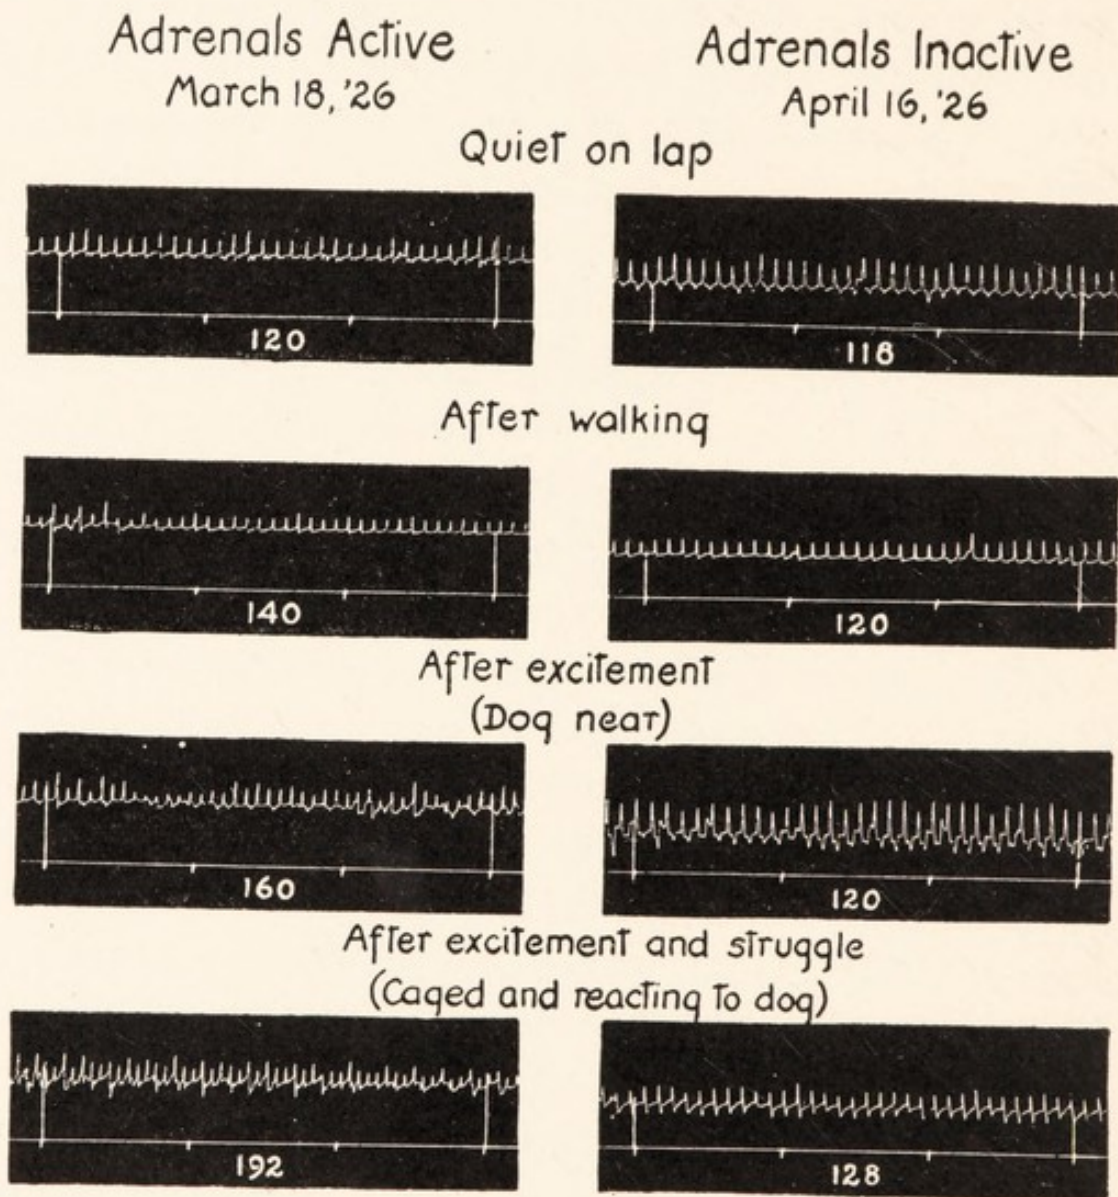 Adrenals Active
March 18, '26
Adrenals Inactive
April 16, '26
Quiet on lap
120
118
After walking
140
120
After excitement
(Dog near)
160
120
After excitement and struggle
(Caged and reacting to dog)
192
128